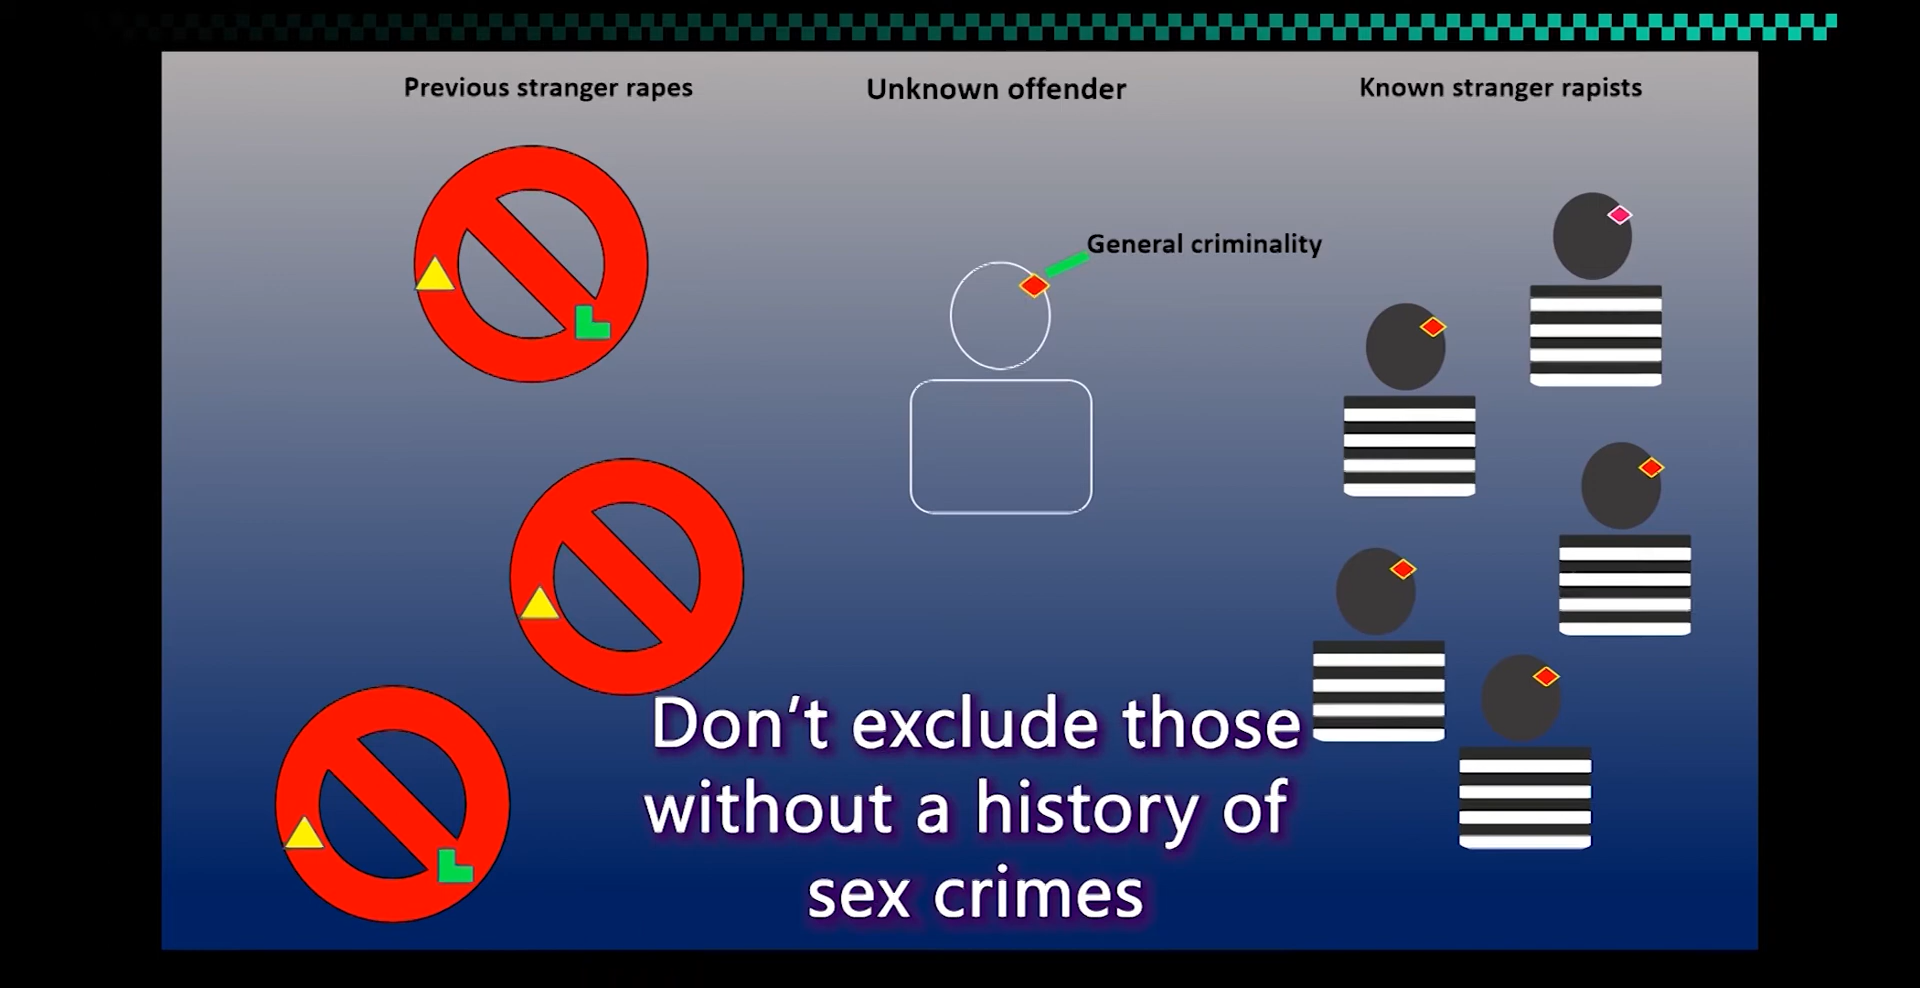 Previous stranger rapes
Unknown offender
Known stranger rapists
General criminality
Don't exclude those
without a history of
sex crimes